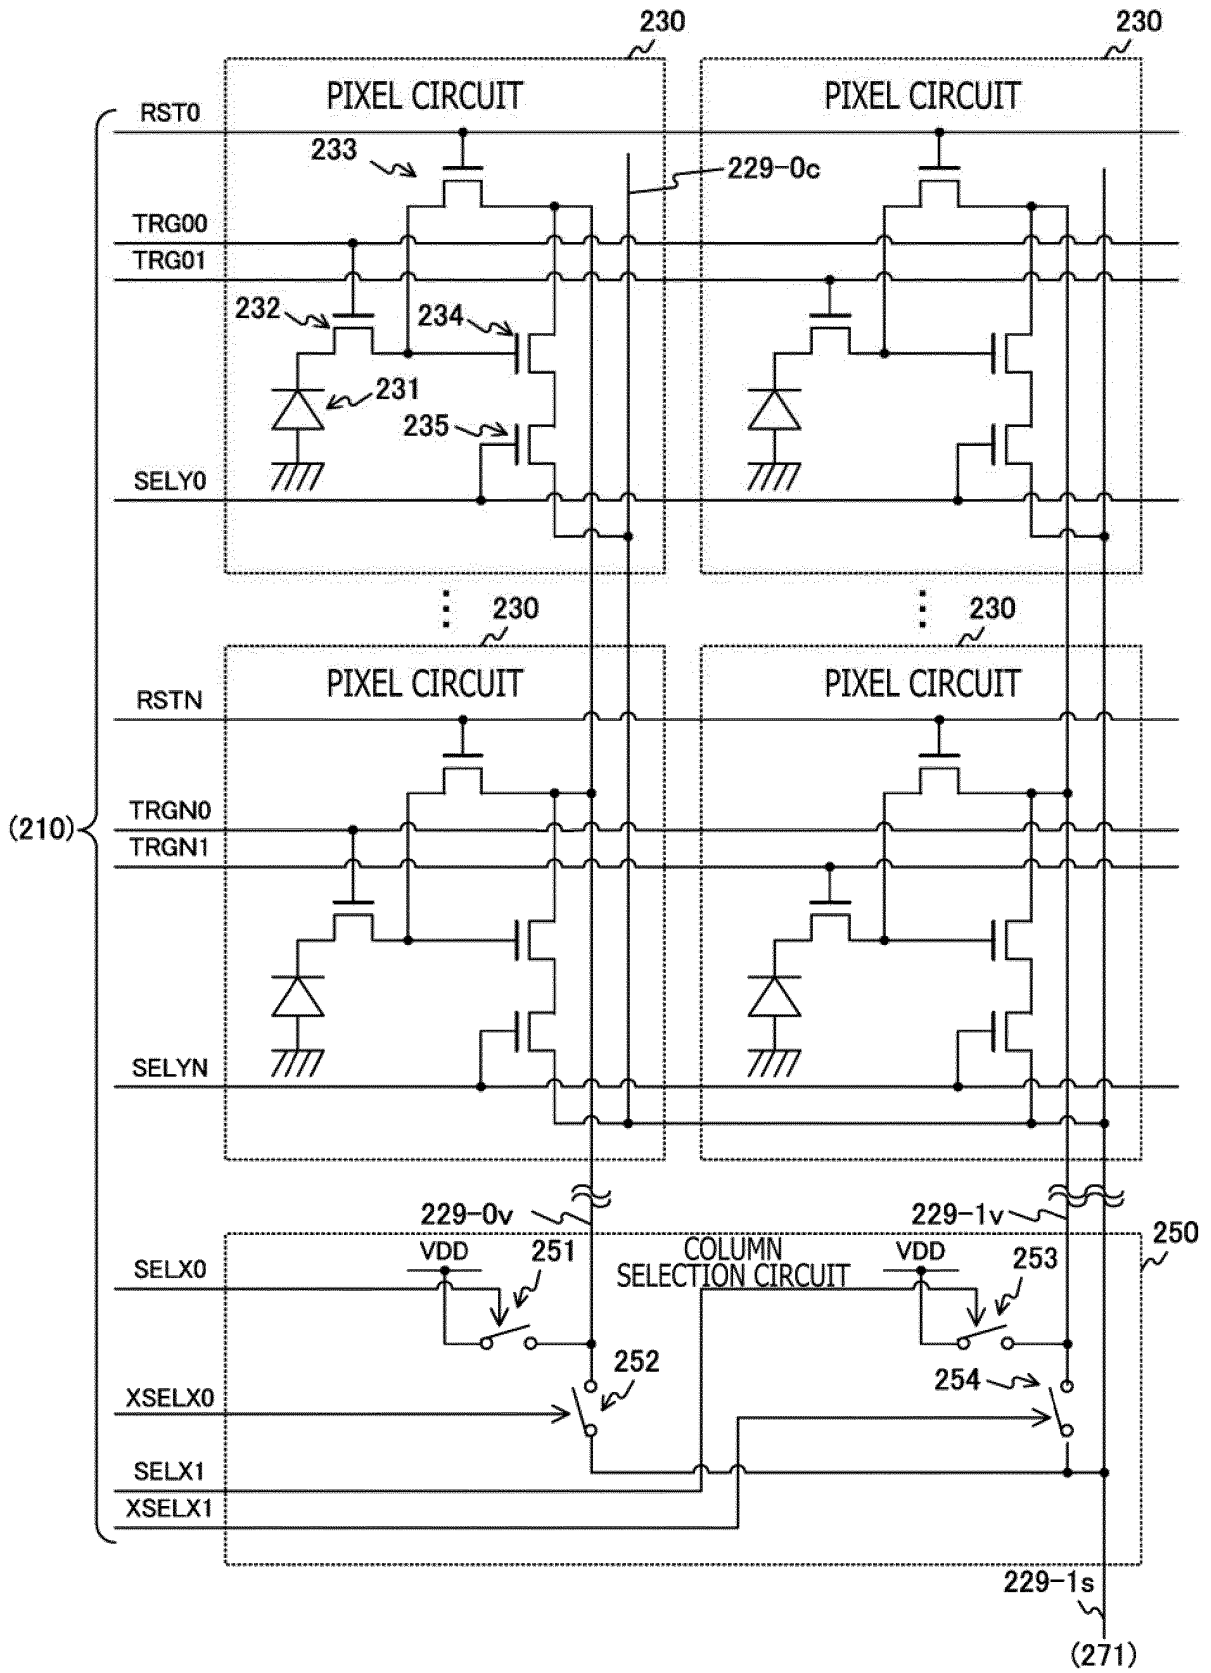 230 230
PIXEL CIRCUIT PIXEL CIRCUIT
RST0
233
229-0c
TRG00
TRG01
232
234
231
235
SELY0
230 230
PIXEL CIRCUIT PIXEL CIRCUIT
RSTN
TRGN0
(210)
TRGN1
SELYN
229-0v 229-1v
250
COLUMN
SELECTION CIRCUIT
VDD 251 VDD 253
SELX0
252
254
XSELX0
SELX1
XSELX1
229-1s
(271)